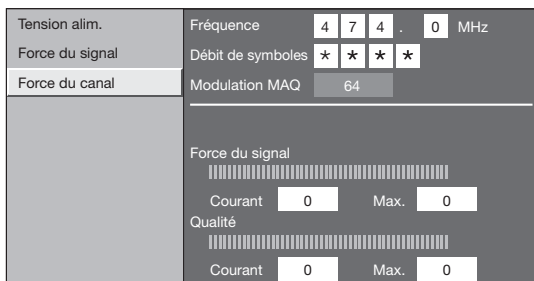 Tension alim.
Force du signal
Force du canal
Fréquence 4 7 4 . 0 MHz
Débit de symboles * * * *
Modulation MAQ 64
Force du signal
Courant 0 Max. 0
Qualité
Courant 0 Max. 0